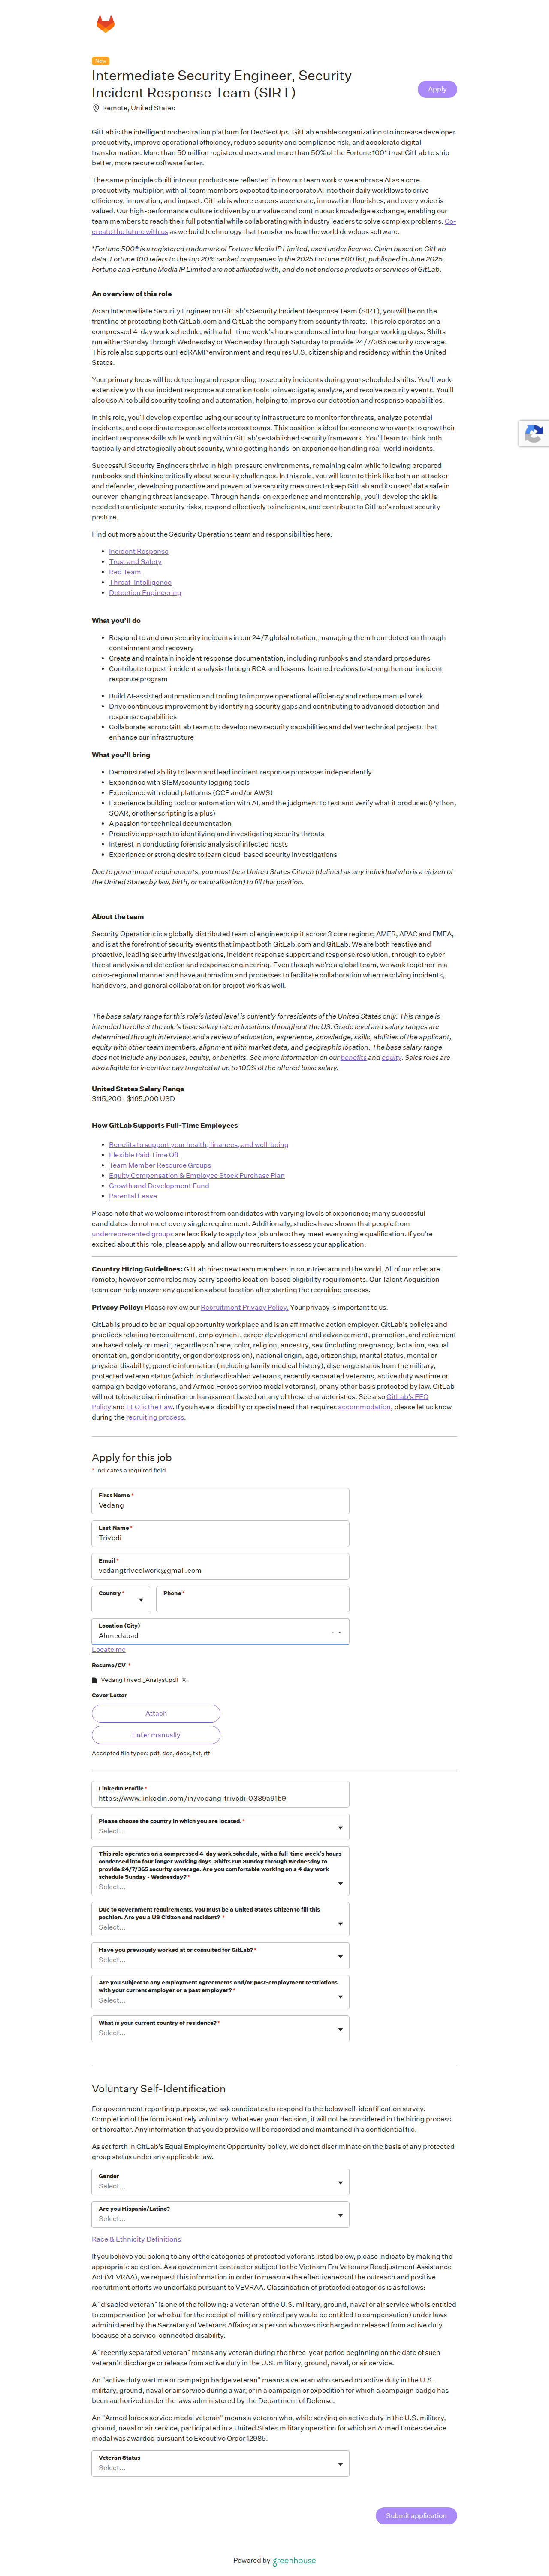 New
Intermediate Security Engineer, Security
Incident Response Team (SIRT)
Apply
Remote, United States
GitLab is the intelligent orchestration platform for DevSecOps. GitLab enables organizations to increase developer
productivity, improve operational efficiency, reduce security and compliance risk, and accelerate digital
transformation. More than 50 million registered users and more than 50% of the Fortune 100* trust GitLab to ship
better, more secure software faster.
The same principles built into our products are reflected in how our team works: we embrace AI as a core
productivity multiplier, with all team members expected to incorporate AI into their daily workflows to drive
efficiency, innovation, and impact. GitLab is where careers accelerate, innovation flourishes, and every voice is
valued. Our high-performance culture is driven by our values and continuous knowledge exchange, enabling our
team members to reach their full potential while collaborating with industry leaders to solve complex problems. Co-
create the future with us as we build technology that transforms how the world develops software.
*Fortune 500® is a registered trademark of Fortune Media IP Limited, used under license. Claim based on GitLab
data. Fortune 100 refers to the top 20% ranked companies in the 2025 Fortune 500 list, published in June 2025.
Fortune and Fortune Media IP Limited are not affiliated with, and do not endorse products or services of GitLab.
An overview of this role
As an Intermediate Security Engineer on GitLab's Security Incident Response Team (SIRT), you will be on the
frontline of protecting both GitLab.com and GitLab the company from security threats. This role operates on a
compressed 4-day work schedule, with a full-time week's hours condensed into four longer working days. Shifts
run either Sunday through Wednesday or Wednesday through Saturday to provide 24/7/365 security coverage.
This role also supports our FedRAMP environment and requires U.S. citizenship and residency within the United
States.
Your primary focus will be detecting and responding to security incidents during your scheduled shifts. You'll work
extensively with our incident response automation tools to investigate, analyze, and resolve security events. You'll
also use AI to build security tooling and automation, helping to improve our detection and response capabilities.
In this role, you'll develop expertise using our security infrastructure to monitor for threats, analyze potential
incidents, and coordinate response efforts across teams. This position is ideal for someone who wants to grow their
incident response skills while working within GitLab's established security framework. You'll learn to think both
tactically and strategically about security, while getting hands-on experience handling real-world incidents.
Successful Security Engineers thrive in high-pressure environments, remaining calm while following prepared
runbooks and thinking critically about security challenges. In this role, you will learn to think like both an attacker
and defender, developing proactive and preventative security measures to keep GitLab and its users' data safe in
our ever-changing threat landscape. Through hands-on experience and mentorship, you'll develop the skills
needed to anticipate security risks, respond effectively to incidents, and contribute to GitLab's robust security
posture.
Find out more about the Security Operations team and responsibilities here:
Incident Response
Trust and Safety
Red Team
Threat-Intelligence
Detection Engineering
What you'll do
Respond to and own security incidents in our 24/7 global rotation, managing them from detection through
containment and recovery
Create and maintain incident response documentation, including runbooks and standard procedures
Contribute to post-incident analysis through RCA and lessons-learned reviews to strengthen our incident
response program
Build AI-assisted automation and tooling to improve operational efficiency and reduce manual work
Drive continuous improvement by identifying security gaps and contributing to advanced detection and
response capabilities
Collaborate across GitLab teams to develop new security capabilities and deliver technical projects that
enhance our infrastructure
What you'll bring
Demonstrated ability to learn and lead incident response processes independently
Experience with SIEM/security logging tools
Experience with cloud platforms (GCP and/or AWS)
Experience building tools or automation with AI, and the judgment to test and verify what it produces (Python,
SOAR, or other scripting is a plus)
A passion for technical documentation
Proactive approach to identifying and investigating security threats
Interest in conducting forensic analysis of infected hosts
Experience or strong desire to learn cloud-based security investigations
Due to government requirements, you must be a United States Citizen (defined as any individual who is a citizen of
the United States by law, birth, or naturalization) to fill this position.
About the team
Security Operations is a globally distributed team of engineers split across 3 core regions; AMER, APAC and EMEA,
and is at the forefront of security events that impact both GitLab.com and GitLab. We are both reactive and
proactive, leading security investigations, incident response support and response resolution, through to cyber
threat analysis and detection and response engineering. Even though we're a global team, we work together in a
cross-regional manner and have automation and processes to facilitate collaboration when resolving incidents,
handovers, and general collaboration for project work as well.
The base salary range for this role's listed level is currently for residents of the United States only. This range is
intended to reflect the role's base salary rate in locations throughout the US. Grade level and salary ranges are
determined through interviews and a review of education, experience, knowledge, skills, abilities of the applicant,
equity with other team members, alignment with market data, and geographic location. The base salary range
does not include any bonuses, equity, or benefits. See more information on our benefits and equity. Sales roles are
also eligible for incentive pay targeted at up to 100% of the offered base salary.
United States Salary Range
$115,200 - $165,000 USD
How GitLab Supports Full-Time Employees
Benefits to support your health, finances, and well-being
Flexible Paid Time Off
Team Member Resource Groups
Equity Compensation & Employee Stock Purchase Plan
Growth and Development Fund
Parental Leave
Please note that we welcome interest from candidates with varying levels of experience; many successful
candidates do not meet every single requirement. Additionally, studies have shown that people from
underrepresented groups are less likely to apply to a job unless they meet every single qualification. If you're
excited about this role, please apply and allow our recruiters to assess your application.
Country Hiring Guidelines: GitLab hires new team members in countries around the world. All of our roles are
remote, however some roles may carry specific location-based eligibility requirements. Our Talent Acquisition
team can help answer any questions about location after starting the recruiting process.
Privacy Policy: Please review our Recruitment Privacy Policy. Your privacy is important to us.
GitLab is proud to be an equal opportunity workplace and is an affirmative action employer. GitLab's policies and
practices relating to recruitment, employment, career development and advancement, promotion, and retirement
are based solely on merit, regardless of race, color, religion, ancestry, sex (including pregnancy, lactation, sexual
orientation, gender identity, or gender expression), national origin, age, citizenship, marital status, mental or
physical disability, genetic information (including family medical history), discharge status from the military,
protected veteran status (which includes disabled veterans, recently separated veterans, active duty wartime or
campaign badge veterans, and Armed Forces service medal veterans), or any other basis protected by law. GitLab
will not tolerate discrimination or harassment based on any of these characteristics. See also GitLab's EEO
Policy and EEO is the Law. If you have a disability or special need that requires accommodation, please let us know
during the recruiting process.
Apply for this job
* indicates a required field
First Name*
Vedang
Last Name*
Trivedi
Email*
vedangtrivediwork@gmail.com
Country*
Phone*
Location (City)
Ahmedabad
Locate me
Resume/CV *
VedangTrivedi_Analyst.pdf
Cover Letter
Attach
Enter manually
Accepted file types: pdf, doc, docx, txt, rtf
LinkedIn Profile*
https://www.linkedin.com/in/vedang-trivedi-0389a91b9
Please choose the country in which you are located.*
Select...
This role operates on a compressed 4-day work schedule, with a full-time week's hours
condensed into four longer working days. Shifts run Sunday through Wednesday to
provide 24/7/365 security coverage. Are you comfortable working on a 4 day work
schedule Sunday - Wednesday?*
Select...
Due to government requirements, you must be a United States Citizen to fill this
position. Are you a US Citizen and resident? *
Select...
Have you previously worked at or consulted for GitLab?*
Select...
Are you subject to any employment agreements and/or post-employment restrictions
with your current employer or a past employer?*
Select...
What is your current country of residence?*
Select...
Voluntary Self-Identification
For government reporting purposes, we ask candidates to respond to the below self-identification survey.
Completion of the form is entirely voluntary. Whatever your decision, it will not be considered in the hiring process
or thereafter. Any information that you do provide will be recorded and maintained in a confidential file.
As set forth in GitLab's Equal Employment Opportunity policy, we do not discriminate on the basis of any protected
group status under any applicable law.
Gender
Select...
Are you Hispanic/Latino?
Select...
Race & Ethnicity Definitions
If you believe you belong to any of the categories of protected veterans listed below, please indicate by making the
appropriate selection. As a government contractor subject to the Vietnam Era Veterans Readjustment Assistance
Act (VEVRAA), we request this information in order to measure the effectiveness of the outreach and positive
recruitment efforts we undertake pursuant to VEVRAA. Classification of protected categories is as follows:
A "disabled veteran" is one of the following: a veteran of the U.S. military, ground, naval or air service who is entitled
to compensation (or who but for the receipt of military retired pay would be entitled to compensation) under laws
administered by the Secretary of Veterans Affairs; or a person who was discharged or released from active duty
because of a service-connected disability.
A "recently separated veteran" means any veteran during the three-year period beginning on the date of such
veteran's discharge or release from active duty in the U.S. military, ground, naval, or air service.
An "active duty wartime or campaign badge veteran" means a veteran who served on active duty in the U.S.
military, ground, naval or air service during a war, or in a campaign or expedition for which a campaign badge has
been authorized under the laws administered by the Department of Defense.
An "Armed forces service medal veteran" means a veteran who, while serving on active duty in the U.S. military,
ground, naval or air service, participated in a United States military operation for which an Armed Forces service
medal was awarded pursuant to Executive Order 12985.
Veteran Status
Select...
Submit application
Powered by greenhouse